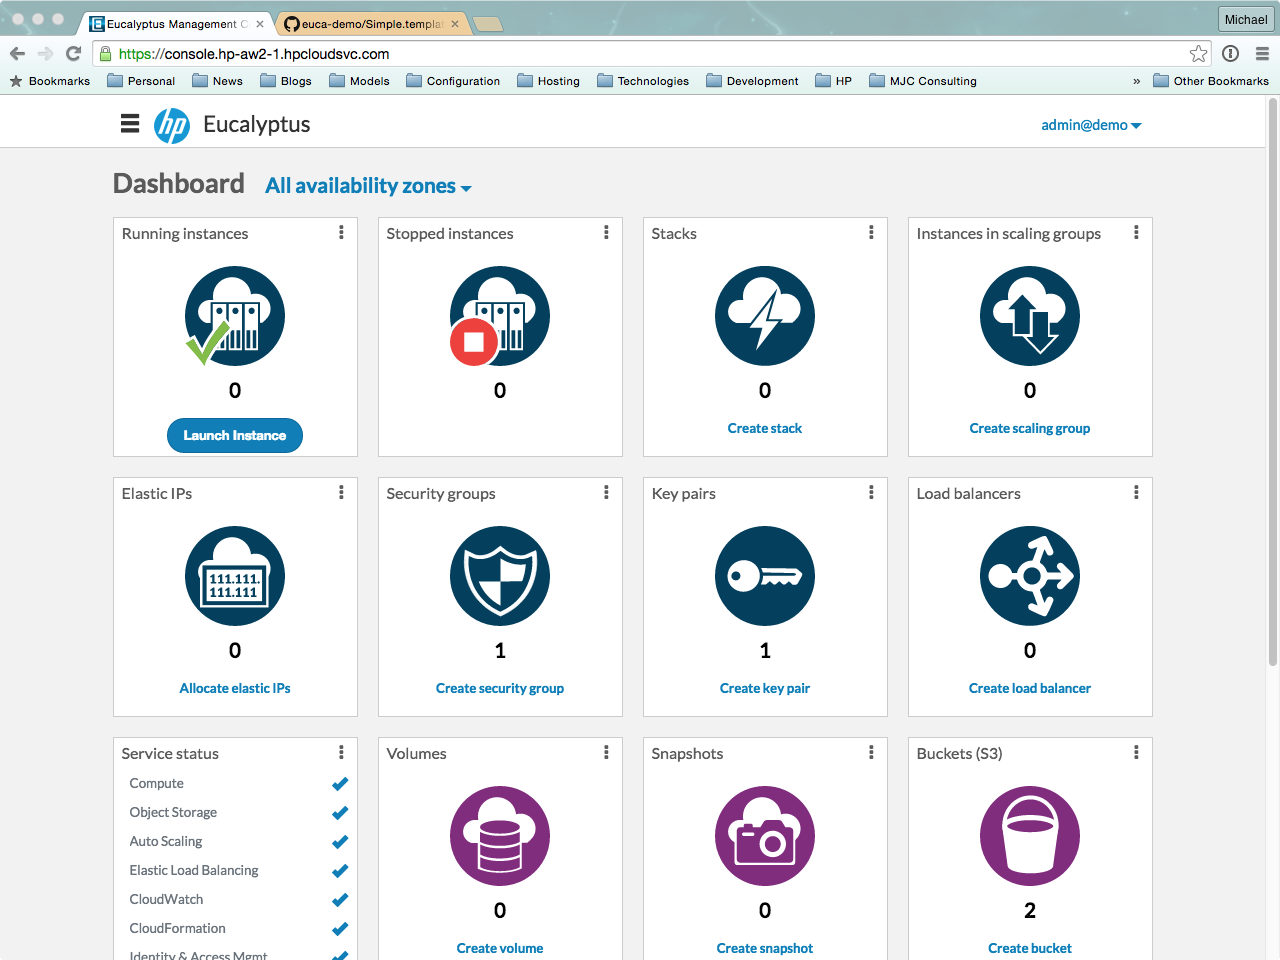 Eucalyptus Management C
euca-demo/Simple.templat
Michael
https://console.hp-aw2-1.hpcloudsvc.com
Bookmarks
Personal
News
Blogs
Models
Configuration
Hosting
Technologies
Development
HP
MJC Consulting
»
Other Bookmarks
hp
Eucalyptus
admin@demo
Dashboard
All availability zones
Running instances
0
Launch Instance
Stopped instances
0
Stacks
0
Create stack
Instances in scaling groups
0
Create scaling group
Elastic IPs
111.111.
111.111
0
Allocate elastic IPs
Security groups
1
Create security group
Key pairs
1
Create key pair
Load balancers
0
Create load balancer
Service status
Compute
Object Storage
Auto Scaling
Elastic Load Balancing
CloudWatch
CloudFormation
Identity & Access Mgmt
Volumes
0
Create volume
Snapshots
0
Create snapshot
Buckets (S3)
2
Create bucket